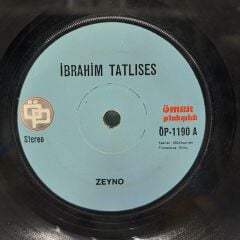 İBRAHİM TATLISES
ÖP
Stereo
ÖMER
plakçılık
ÖP-1190 A
ZEYNO